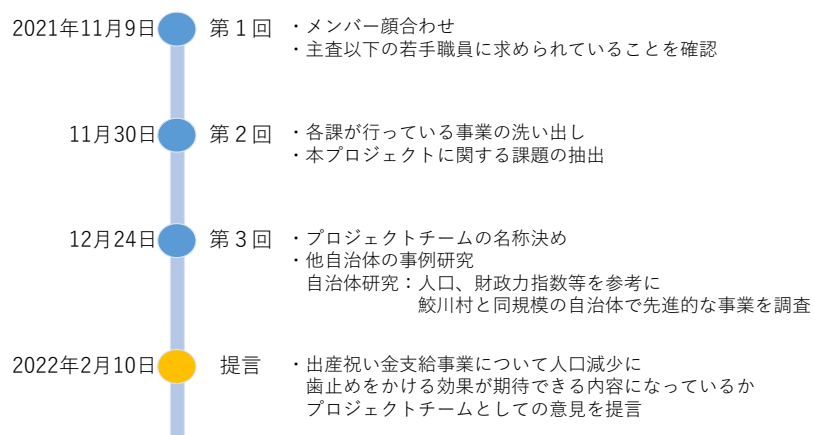 2021年11月9日 第1回 ・メンバー顔合わせ
・主査以下の若手職員に求められていることを確認
11月30日 第2回 ・各課が行っている事業の洗い出し
・本プロジェクトに関する課題の抽出
12月24日 第3回 ・プロジェクトチームの名称決め
・他自治体の事例研究
自治体研究：人口、財政力指数等を参考に
鮫川村と同規模の自治体で先進的な事業を調査
2022年2月10日 提言 ・出産祝い金支給事業について人口減少に
歯止めをかける効果が期待できる内容になっているか
プロジェクトチームとしての意見を提言